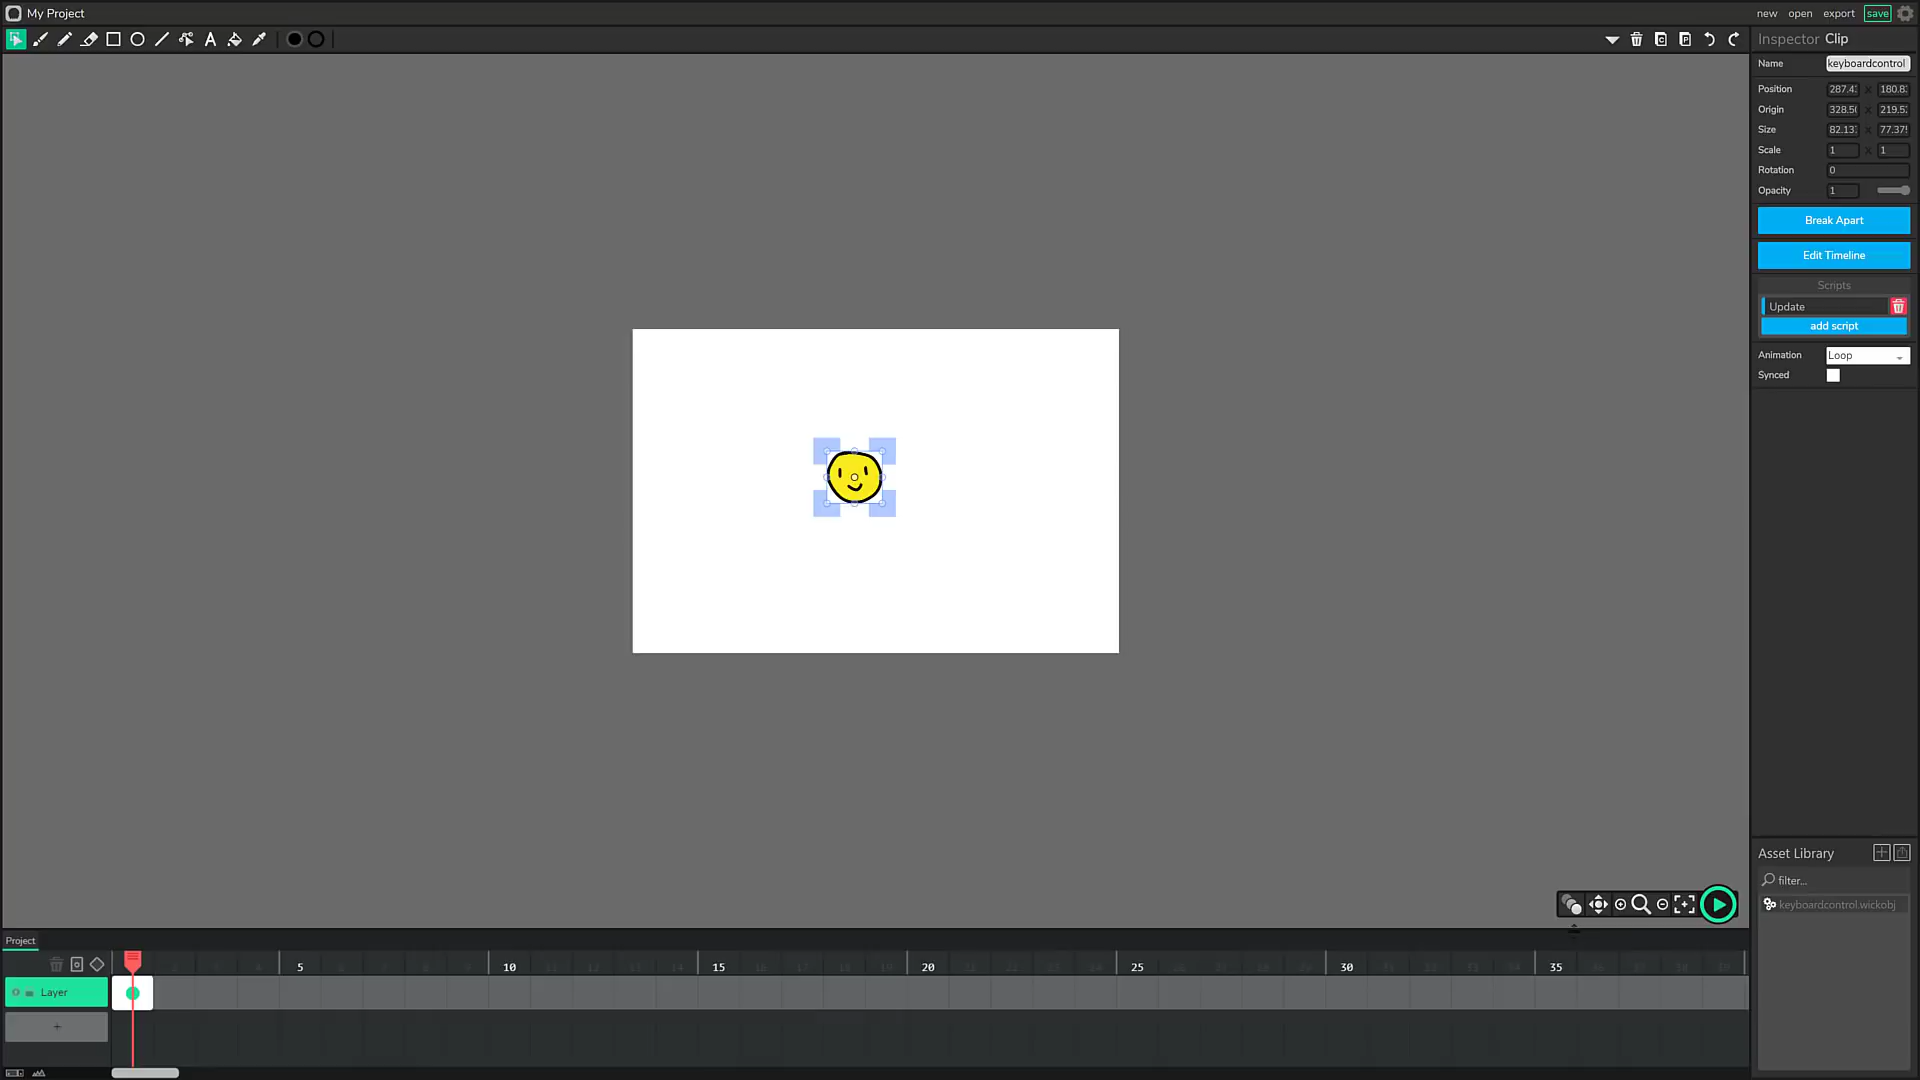 My Project
new open export save
Inspector Clip
Name keyboardcontrol
Position 287.4 x 180.8
Origin 328.5 x 219.5
Size 82.13 x 77.37
Scale 1 x 1
Rotation 0
Opacity 1
Break Apart
Edit Timeline
Scripts
Update
add script
Animation Loop
Synced
Asset Library
filter...
keyboardcontrol.wickobj
Project
5 10 15 20 25 30 35
Layer
+